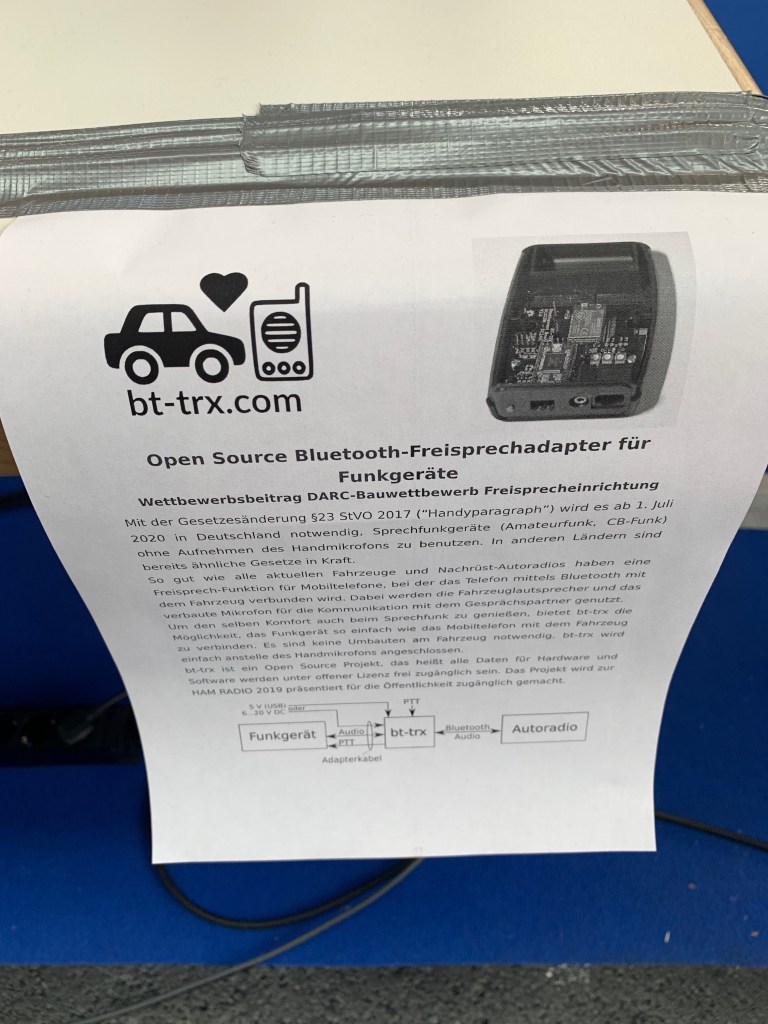 bt-trx.com
Open Source Bluetooth-Freisprechadapter für
Funkgeräte
Wettbewerbsbeitrag DARC-Bauwettbewerb Freisprecheinrichtung
Mit der Gesetzesänderung §23 StVO 2017 ("Handyparagraph") wird es ab 1. Juli
2020 in Deutschland notwendig, Sprechfunkgeräte (Amateurfunk, CB-Funk)
ohne Aufnehmen des Handmikrofons zu benutzen. In anderen Ländern sind
bereits ähnliche Gesetze in Kraft.
So gut wie alle aktuellen Fahrzeuge und Nachrüst-Autoradios haben eine
Freisprech-Funktion für Mobiltelefone, bei der das Telefon mittels Bluetooth mit
dem Fahrzeug verbunden wird. Dabei werden die Fahrzeuglautsprecher und das
verbaute Mikrofon für die Kommunikation mit dem Gesprächspartner genutzt.
Um den selben Komfort auch beim Sprechfunk zu genießen, bietet bt-trx die
Möglichkeit, das Funkgerät so einfach wie das Mobiltelefon mit dem Fahrzeug
zu verbinden. Es sind keine Umbauten am Fahrzeug notwendig, bt-trx wird
einfach anstelle des Handmikrofons angeschlossen.
bt-trx ist ein Open Source Projekt, das heißt alle Daten für Hardware und
Software werden unter offener Lizenz frei zugänglich sein. Das Projekt wird zur
HAM RADIO 2019 präsentiert für die Öffentlichkeit zugänglich gemacht.
5 V (USB) oder
6...20 V DC
PTT
Funkgerät
Audio
PTT
bt-trx
Bluetooth
Audio
Autoradio
Adapterkabel